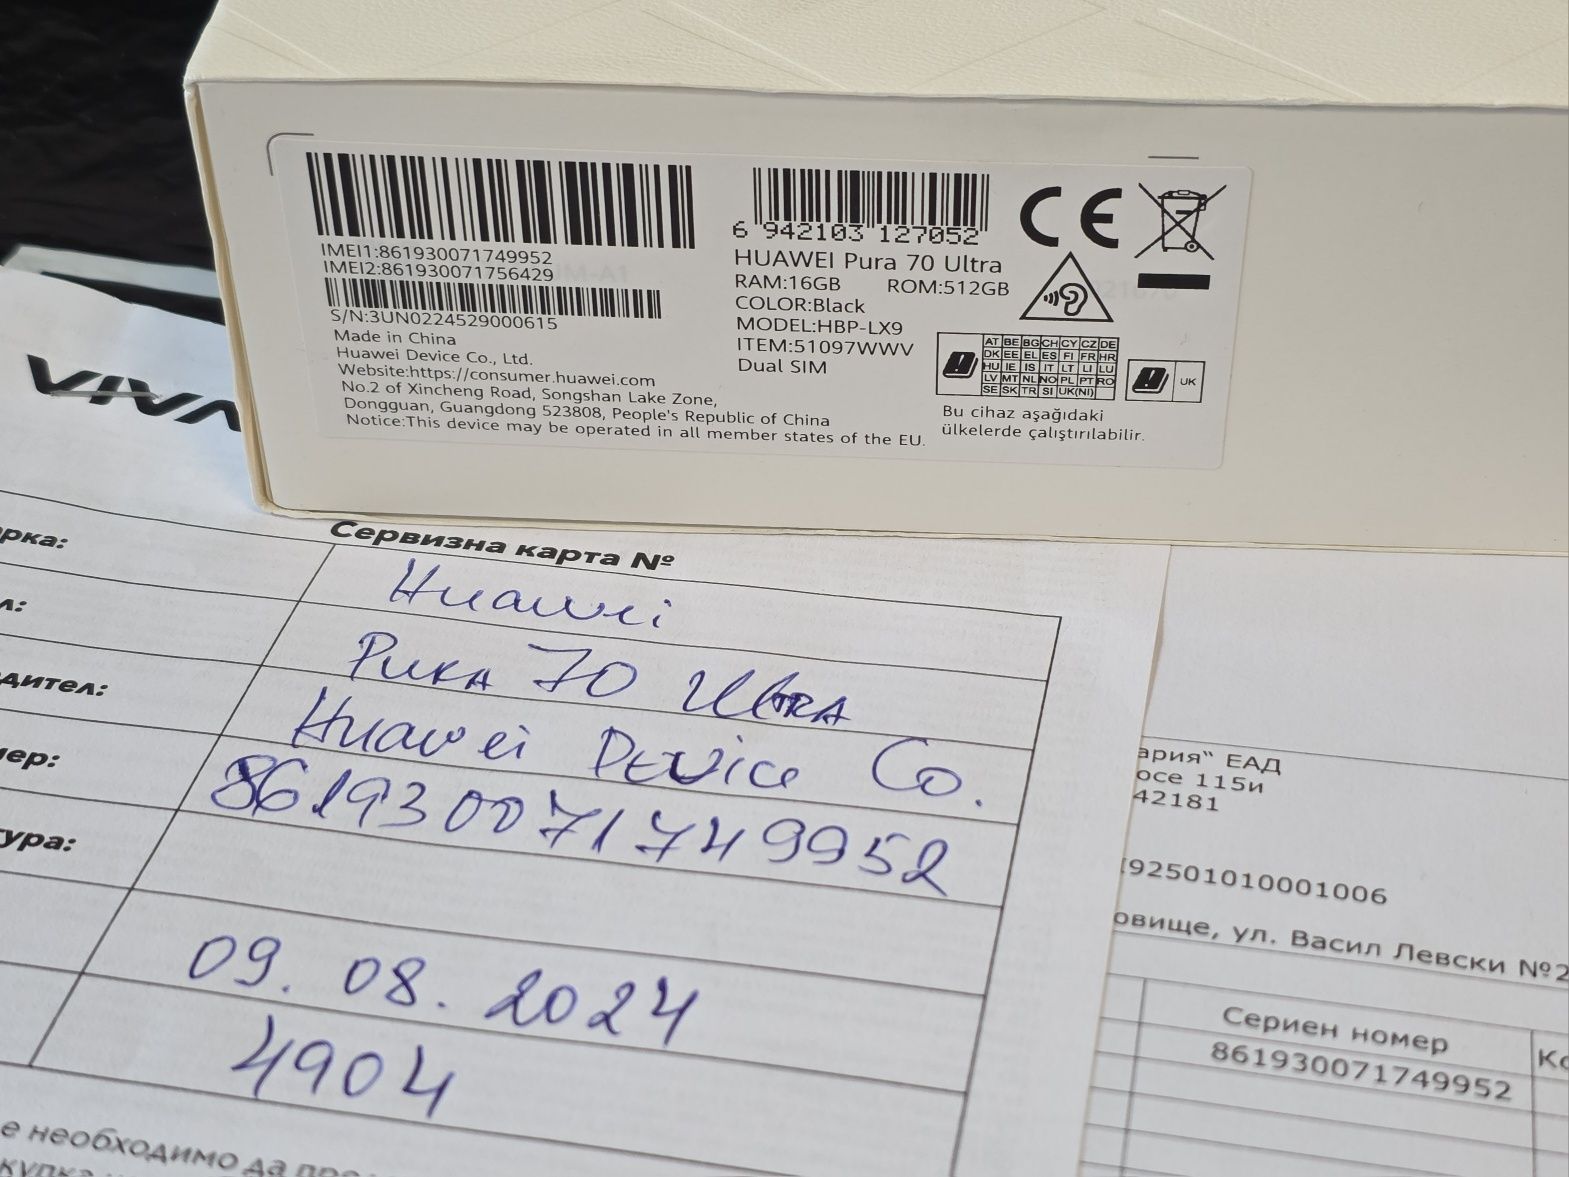 IMEI1:861930071749952
IMEI2:861930071756429
S/N:3UN0224529000615
Made in China
Huawei Device Co., Ltd.
Website:https://consumer.huawei.com
No.2 of Xincheng Road, Songshan Lake Zone,
Dongguan, Guangdong 523808, People's Republic of China
Notice:This device may be operated in all member states of the EU.
6 942103 127052
HUAWEI Pura 70 Ultra
RAM:16GB ROM:512GB
COLOR:Black
MODEL:HBP-LX9
ITEM:51097WWV
Dual SIM
CE
AT BE BG CH CY CZ DE
DK EE EL ES FI FR HR
HU IE IS IT LT LI LU
LV MT NL NO PL PT RO
SE SK TR SI UK(NI)
UK
Bu cihaz aşağıdaki
ülkelerde çalıştırılabilir.
VIVA
Сервизна карта №
рка: Huawei
л: Pura 70 Ultra
дител: Huawei Device Co.
мер: 861930071749952
ура:
09.08.2024
4904
е необходимо да
ария“ ЕАД
осе 115и
42181
92501010001006
овище, ул. Васил Левски №2
Сериен номер
861930071749952